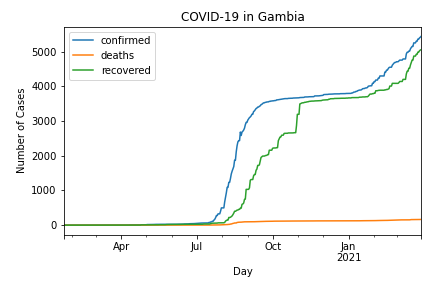 COVID-19 in Gambia
confirmed
deaths
recovered
Number of Cases
5000
4000
3000
2000
1000
0
Apr
Jul
Oct
Jan
2021
Day